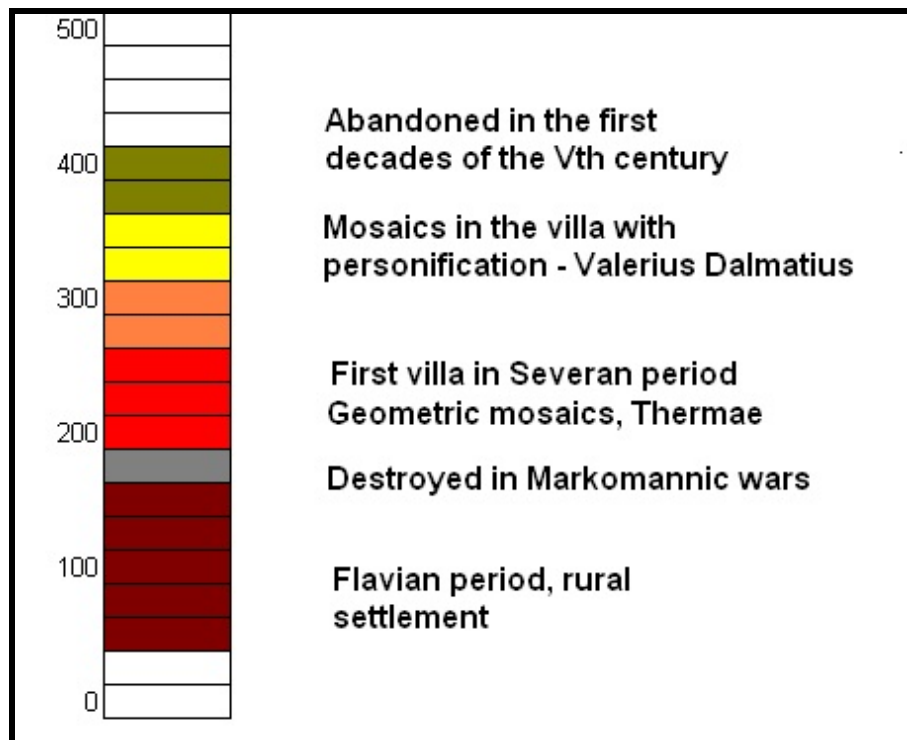 500
Abandoned in the first
decades of the Vth century
400
Mosaics in the villa with
personification - Valerius Dalmatius
300
First villa in Severan period
Geometric mosaics, Thermae
200
Destroyed in Markomannic wars
100
Flavian period, rural
settlement
0